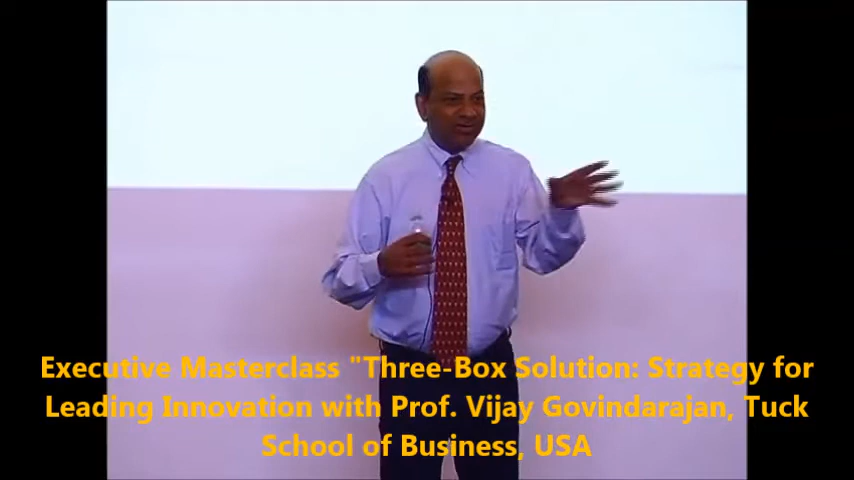 Executive Masterclass "Three-Box Solution: Strategy for
Leading Innovation with Prof. Vijay Govindarajan, Tuck
School of Business, USA